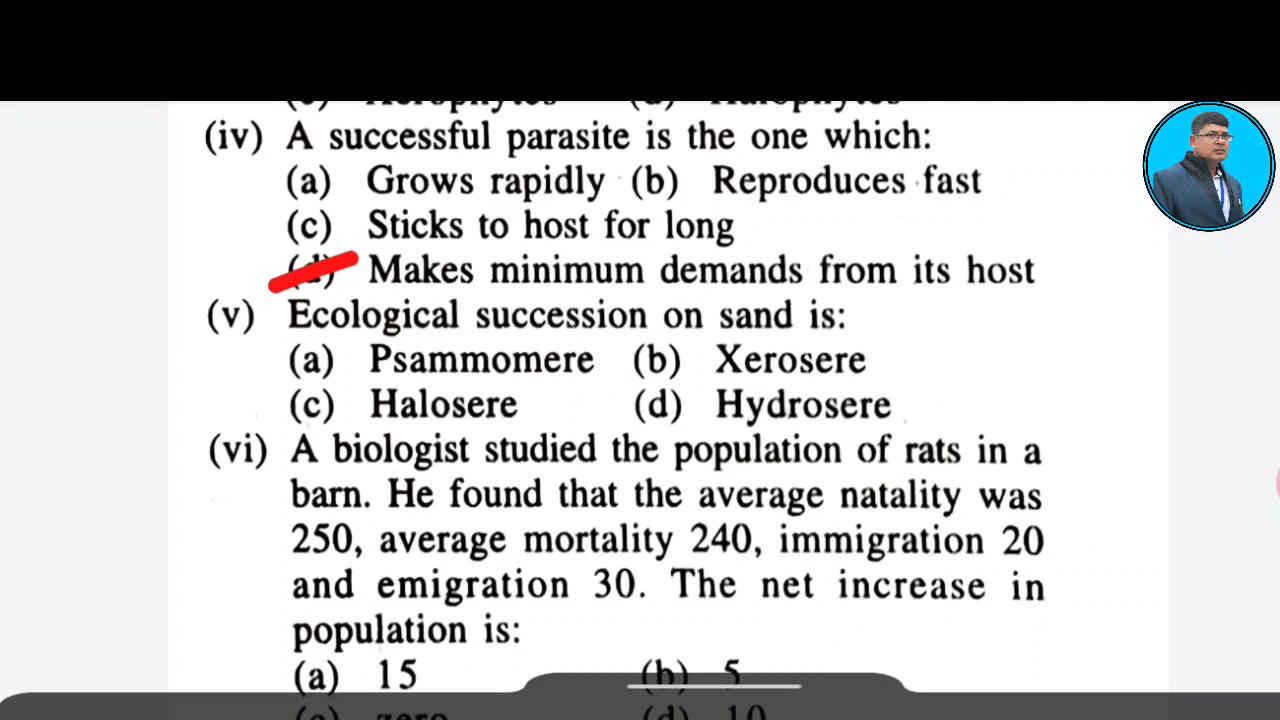 (iv) A successful parasite is the one which:
(a) Grows rapidly (b) Reproduces fast
(c) Sticks to host for long
(d) Makes minimum demands from its host
(v) Ecological succession on sand is:
(a) Psammomere (b) Xerosere
(c) Halosere (d) Hydrosere
(vi) A biologist studied the population of rats in a
barn. He found that the average natality was
250, average mortality 240, immigration 20
and emigration 30. The net increase in
population is:
(a) 15 (b) 5
zero (d) 10